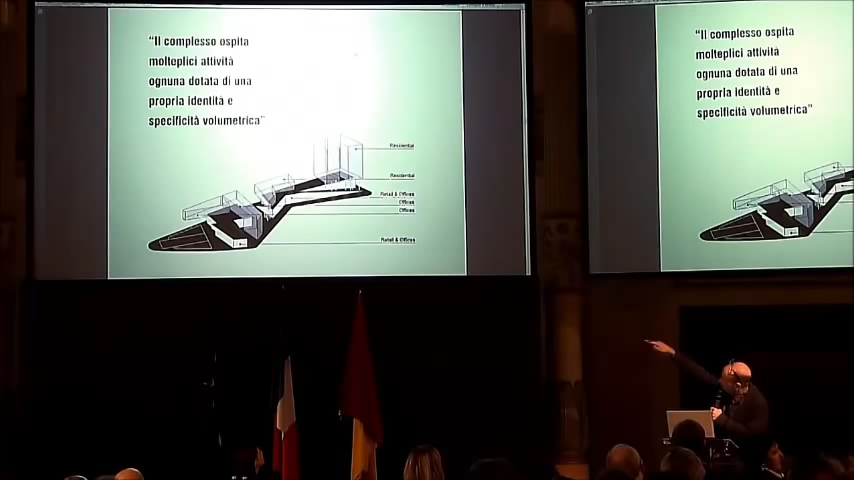 “Il complesso ospita
molteplici attività
ognuna dotata di una
propria identità e
specificità volumetrica”
Residential
Residential
Retail & Offices
Offices
Offices
Retail & Offices
“Il complesso ospita
molteplici attività
ognuna dotata di una
propria identità e
specificità volumetrica”